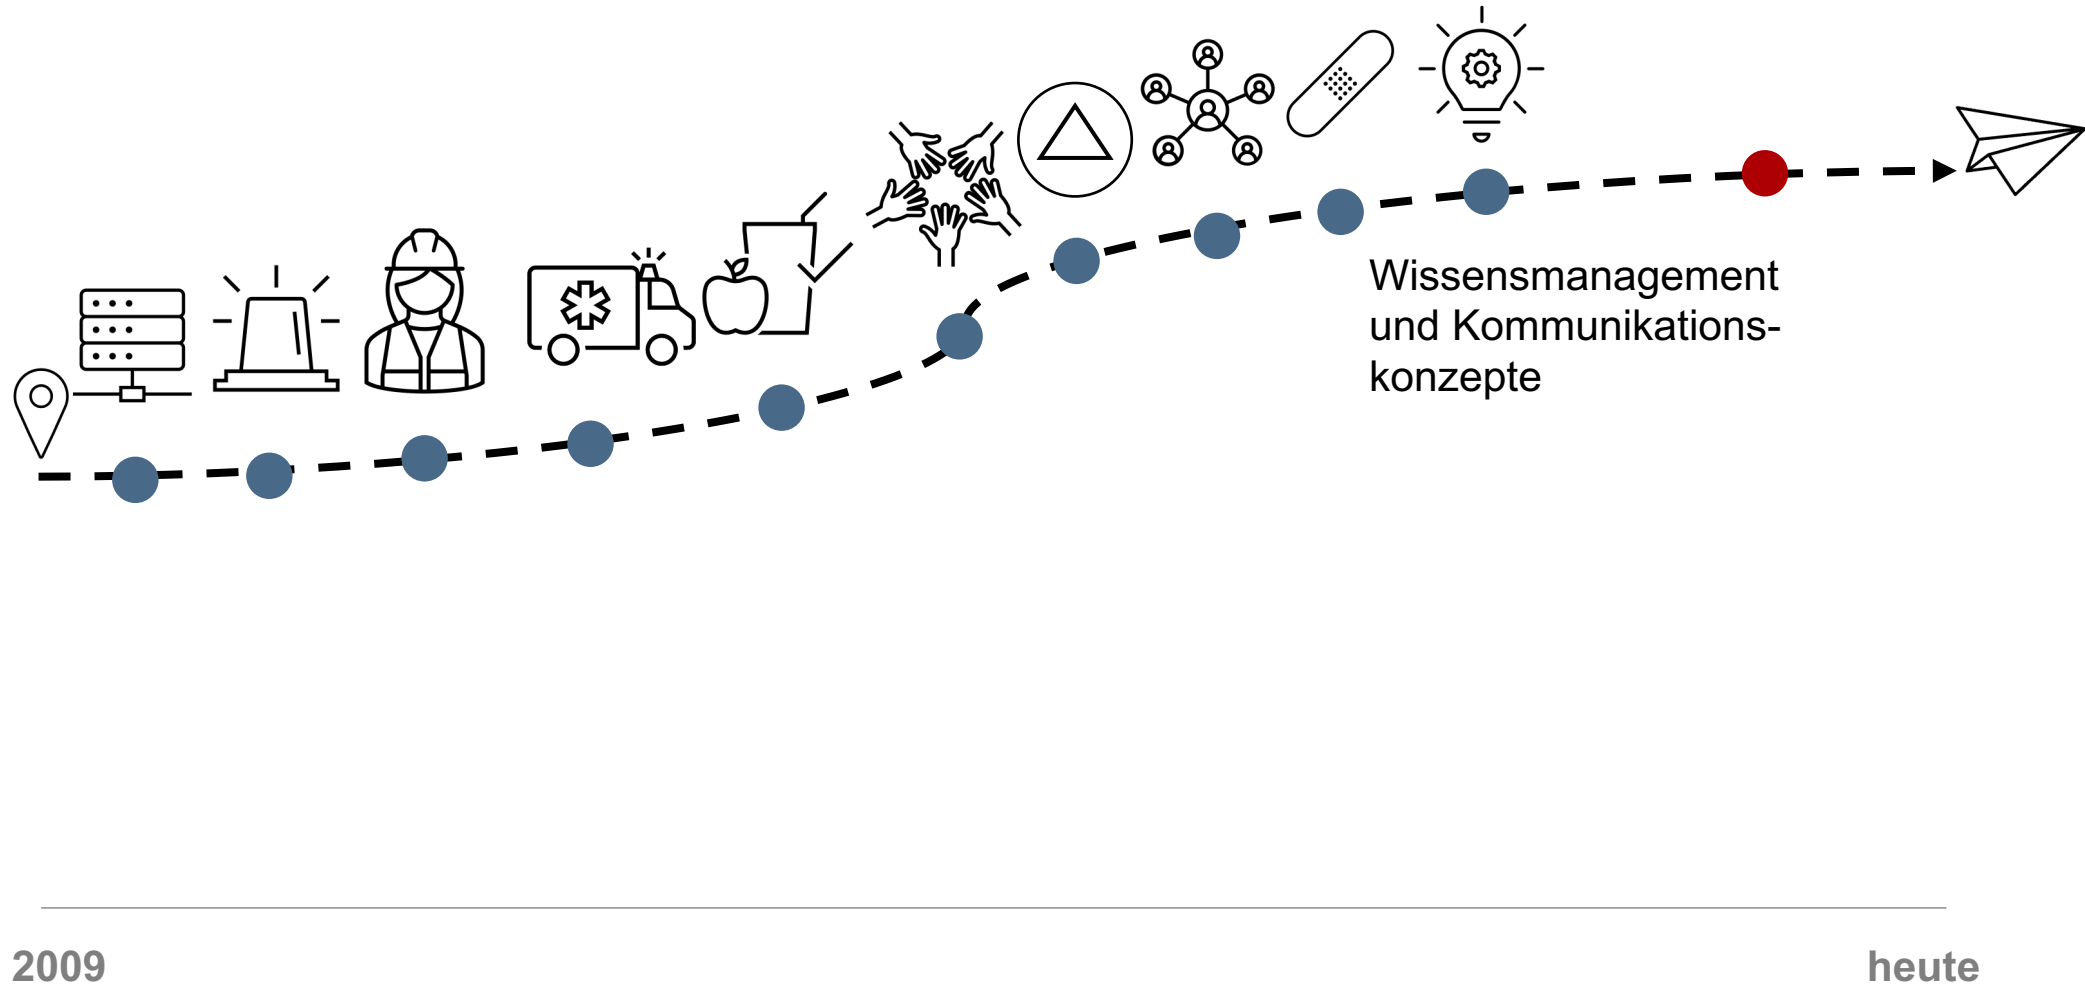 Wissensmanagement
und Kommunikations-
konzepte
2009
heute